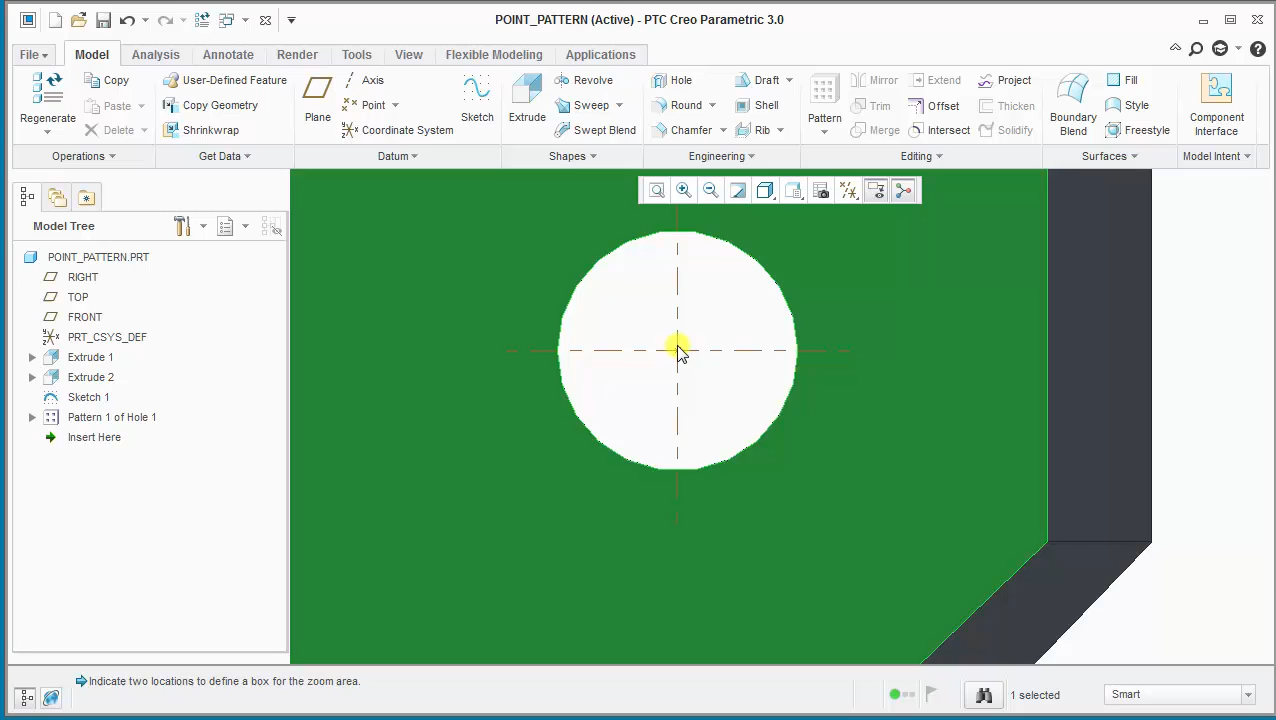 POINT_PATTERN (Active) - PTC Creo Parametric 3.0
File Model Analysis Annotate Render Tools View Flexible Modeling Applications
Regenerate Copy Paste Delete User-Defined Feature Copy Geometry Shrinkwrap Plane Axis Point Coordinate System Sketch Extrude Revolve Sweep Swept Blend Hole Round Chamfer Draft Shell Rib Pattern Mirror Trim Merge Extend Offset Intersect Project Thicken Solidify Boundary Blend Fill Style Freestyle Component Interface
Operations Get Data Datum Shapes Engineering Editing Surfaces Model Intent
Model Tree
POINT_PATTERN.PRT
RIGHT
TOP
FRONT
PRT_CSYS_DEF
Extrude 1
Extrude 2
Sketch 1
Pattern 1 of Hole 1
Insert Here
Indicate two locations to define a box for the zoom area.
1 selected Smart